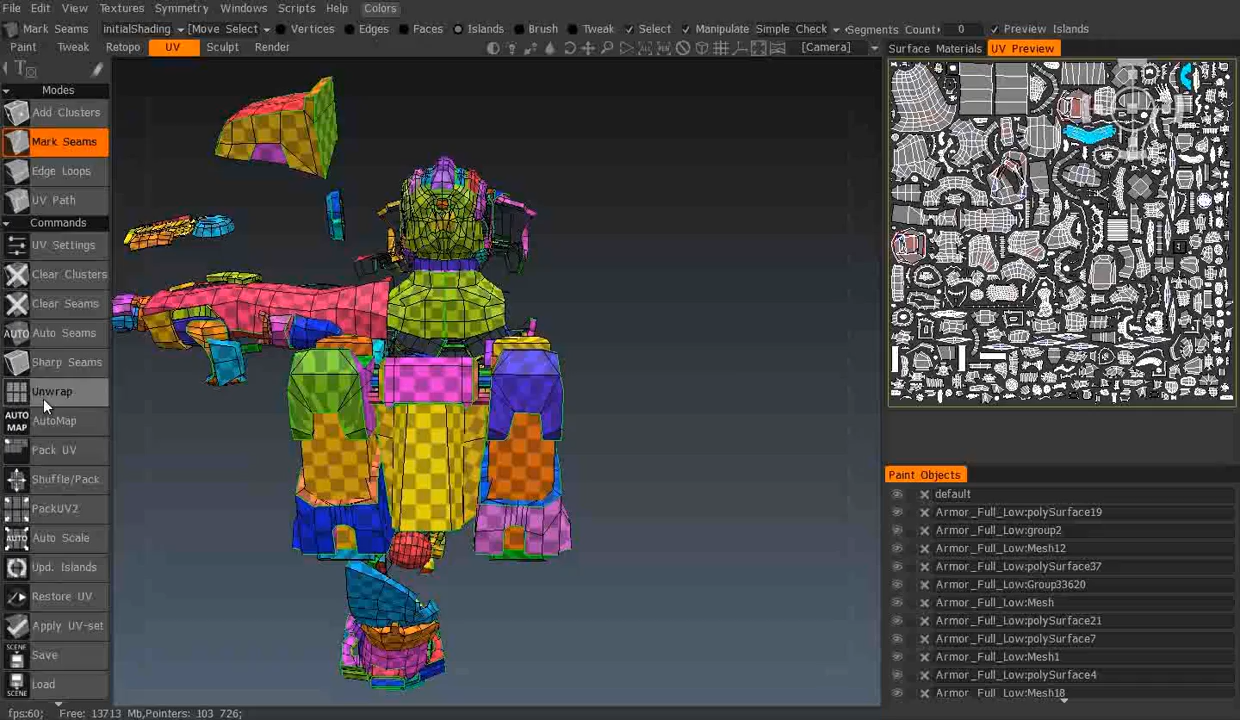 File Edit View Textures Symmetry Windows Scripts Help Colors
Mark Seams initialShading [Move Select] Vertices Edges Faces Islands Brush Tweak Select Manipulate Simple Check Segments Count: 0 Preview Islands
Paint Tweak Retopo UV Sculpt Render [Camera] Surface Materials UV Preview
Modes
Add Clusters
Mark Seams
Edge Loops
UV Path
Commands
UV Settings
Clear Clusters
Clear Seams
AUTO Auto Seams
Sharp Seams
Unwrap
AUTO MAP AutoMap
Pack UV
Shuffle/Pack
PackUV2
AUTO Auto Scale
Upd. Islands
Restore UV
Apply UV-set
SCENE Save
Load
SCENE
Paint Objects
default
Armor_Full_Low:polySurface19
Armor_Full_Low:group2
Armor_Full_Low:Mesh12
Armor_Full_Low:polySurface37
Armor_Full_Low:Group33620
Armor_Full_Low:Mesh
Armor_Full_Low:polySurface21
Armor_Full_Low:polySurface7
Armor_Full_Low:Mesh1
Armor_Full_Low:polySurface4
Armor_Full_Low:Mesh18
fps:60; Free: 13713 Mb,Pointers: 103 726;